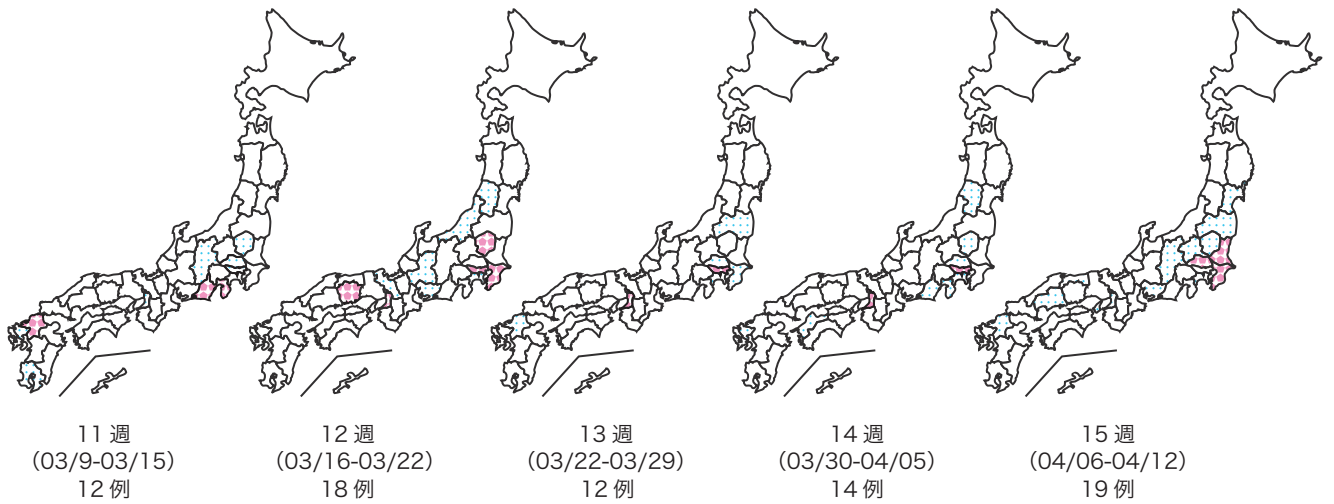 11 週
（03/9-03/15）
12 例
12 週
（03/16-03/22）
18 例
13 週
（03/22-03/29）
12 例
14 週
（03/30-04/05）
14 例
15 週
（04/06-04/12）
19 例